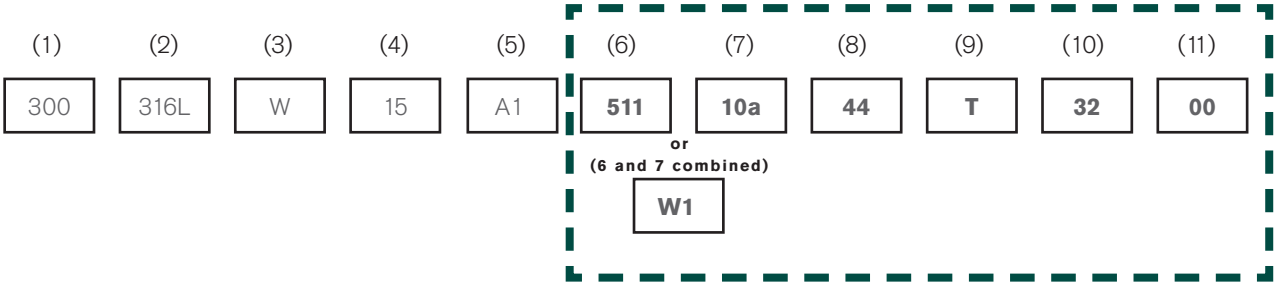 (1) (2) (3) (4) (5) (6) (7) (8) (9) (10) (11)
300 316L W 15 A1 511 10a 44 T 32 00
or
(6 and 7 combined)
W1